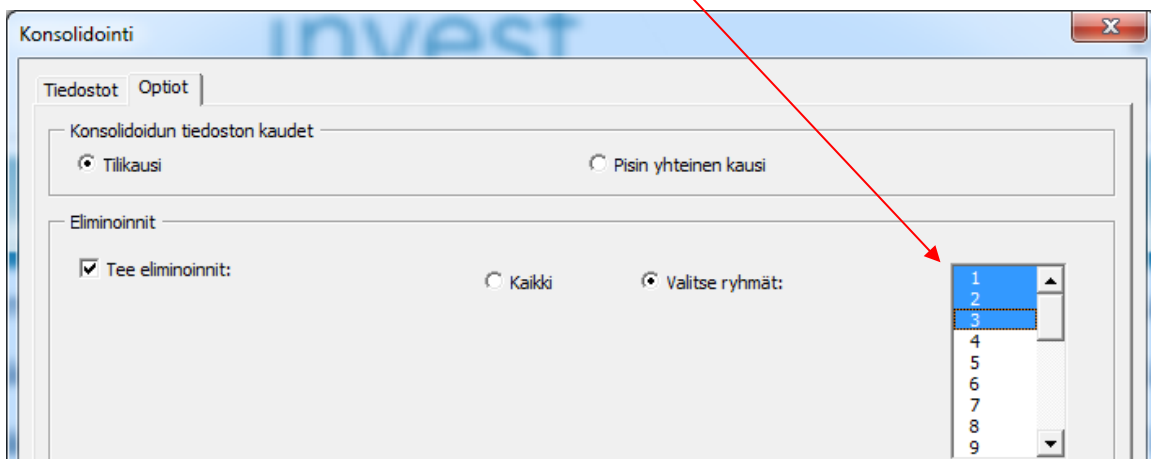 invest
Konsolidointi
Tiedostot Optiot
Konsolidoidun tiedoston kaudet
Tilikausi Pisin yhteinen kausi
Eliminoinnit
Tee eliminoinnit: Kaikki Valitse ryhmät:
1
2
3
4
5
6
7
8
9